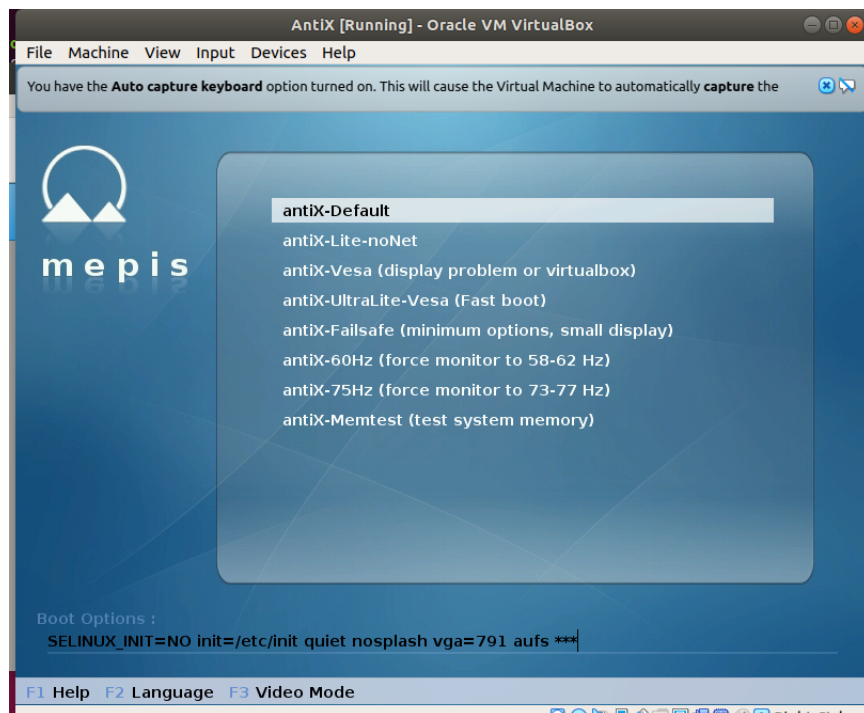 AntiX [Running] - Oracle VM VirtualBox
File Machine View Input Devices Help
You have the Auto capture keyboard option turned on. This will cause the Virtual Machine to automatically capture the
mepis
antiX-Default
antiX-Lite-noNet
antiX-Vesa (display problem or virtualbox)
antiX-UltraLite-Vesa (Fast boot)
antiX-Failsafe (minimum options, small display)
antiX-60Hz (force monitor to 58-62 Hz)
antiX-75Hz (force monitor to 73-77 Hz)
antiX-Memtest (test system memory)
Boot Options :
SELINUX_INIT=NO init=/etc/init quiet nosplash vga=791 aufs ***
F1 Help F2 Language F3 Video Mode